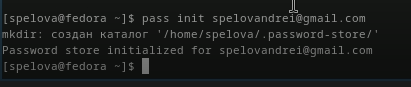 [spelova@fedora ~]$ pass init spelovandrei@gmail.com
mkdir: создан каталог '/home/spelova/.password-store/'
Password store initialized for spelovandrei@gmail.com
[spelova@fedora ~]$